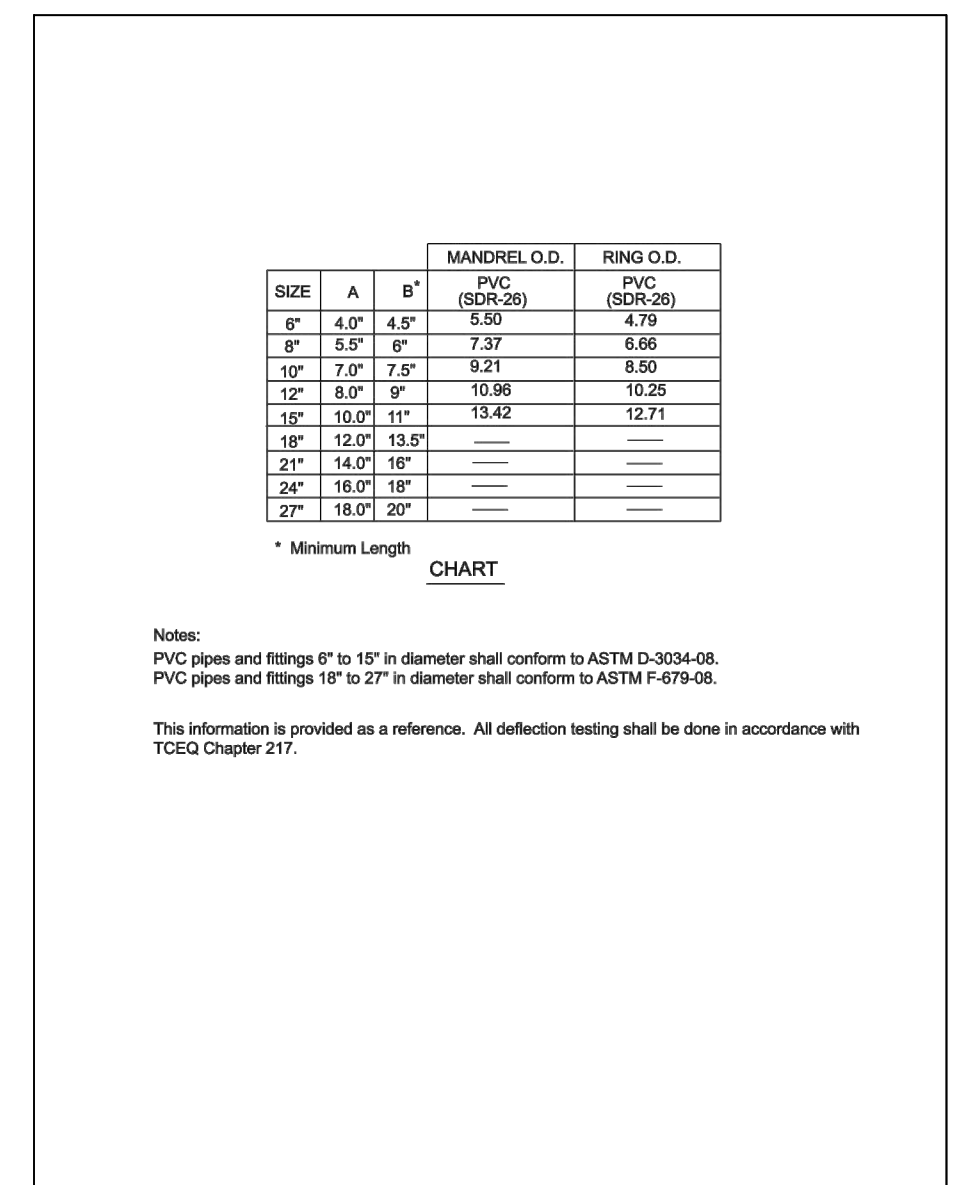 MANDREL O.D. RING O.D.
SIZE A B* PVC (SDR-26) PVC (SDR-26)
6" 4.0" 4.5" 5.50 4.79
8" 5.5" 6" 7.37 6.66
10" 7.0" 7.5" 9.21 8.50
12" 8.0" 9" 10.96 10.25
15" 10.0" 11" 13.42 12.71
18" 12.0" 13.5" — —
21" 14.0" 16" — —
24" 16.0" 18" — —
27" 18.0" 20" — —
* Minimum Length
CHART
Notes:
PVC pipes and fittings 6" to 15" in diameter shall conform to ASTM D-3034-08.
PVC pipes and fittings 18" to 27" in diameter shall conform to ASTM F-679-08.
This information is provided as a reference. All deflection testing shall be done in accordance with
TCEQ Chapter 217.